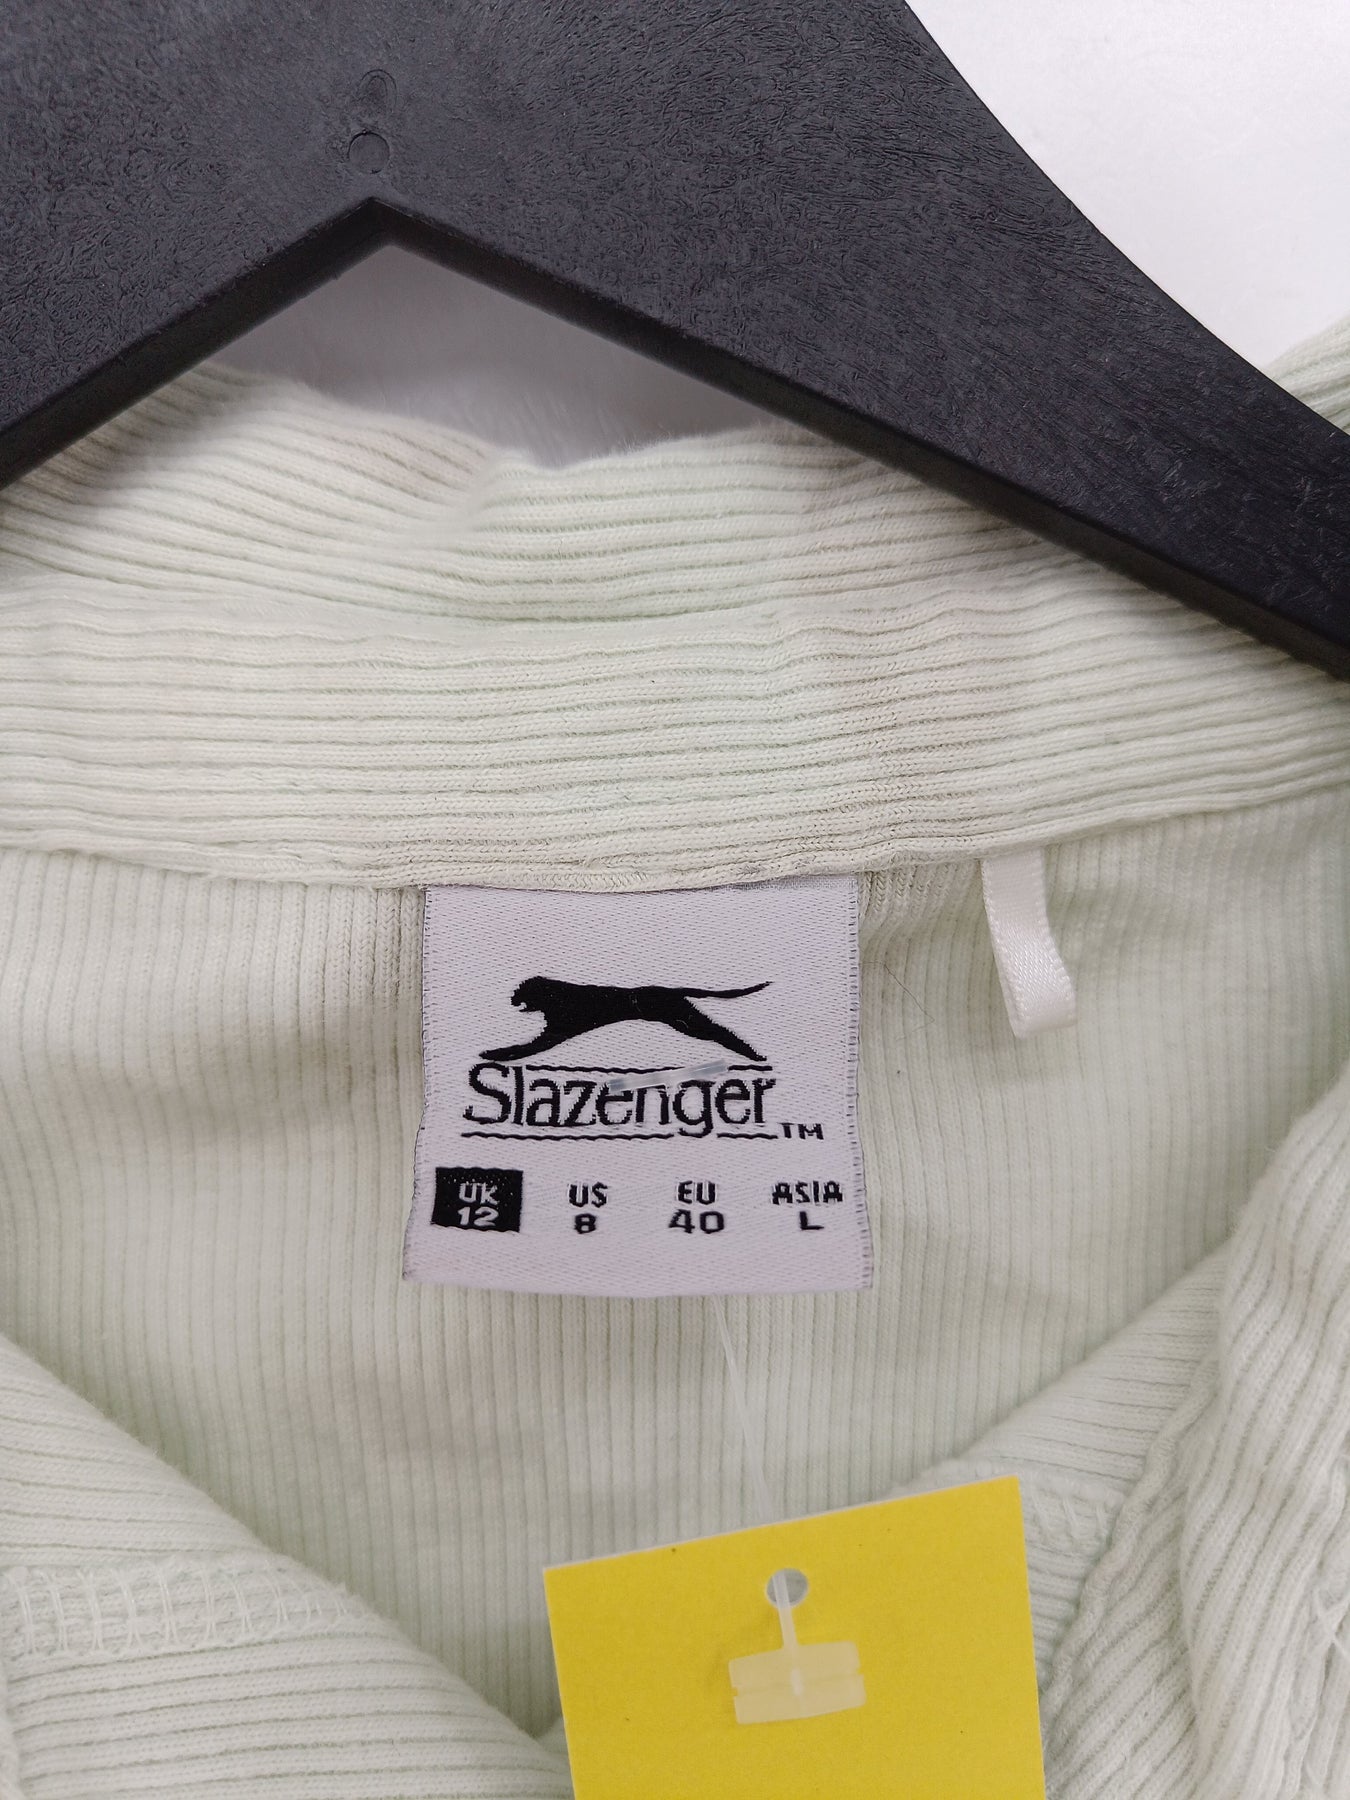 Slazenger™
UK US EU ASIA
12 8 40 L